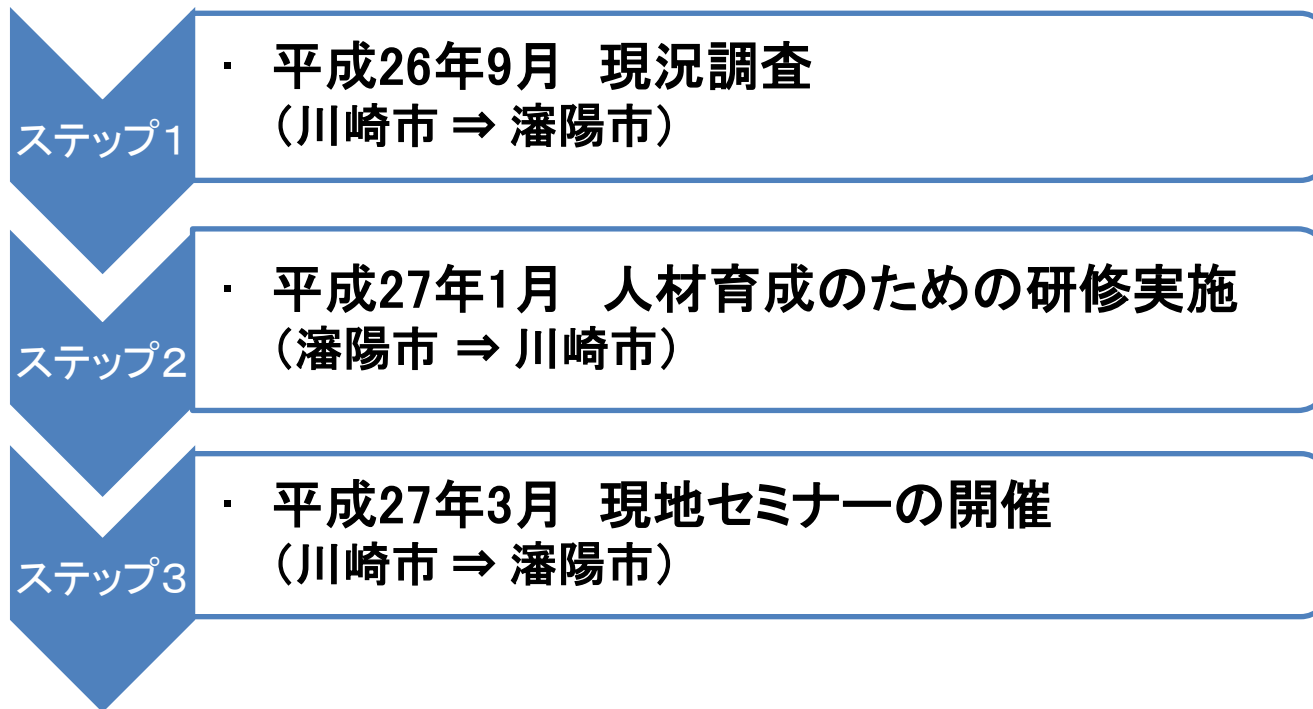 ステップ1
・ 平成26年9月 現況調査
（川崎市 ⇒ 瀋陽市）
ステップ2
・ 平成27年1月 人材育成のための研修実施
（瀋陽市 ⇒ 川崎市）
ステップ3
・ 平成27年3月 現地セミナーの開催
（川崎市 ⇒ 瀋陽市）